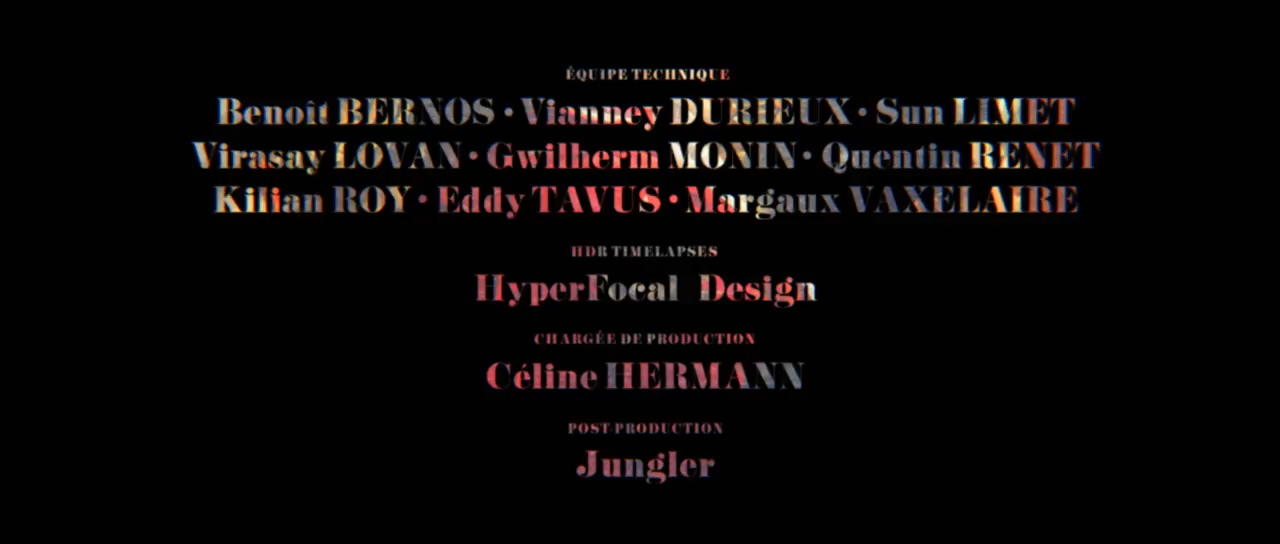 ÉQUIPE TECHNIQUE
Benoît BERNOS • Vianney DURIEUX • Sun LIMET
Virasay LOVAN • Gwilherm MONIN • Quentin RENET
Kilian ROY • Eddy TAVUS • Margaux VAXELAIRE
HDR TIMELAPSES
HyperFocal Design
CHARGÉE DE PRODUCTION
Céline HERMANN
POST-PRODUCTION
Jungler